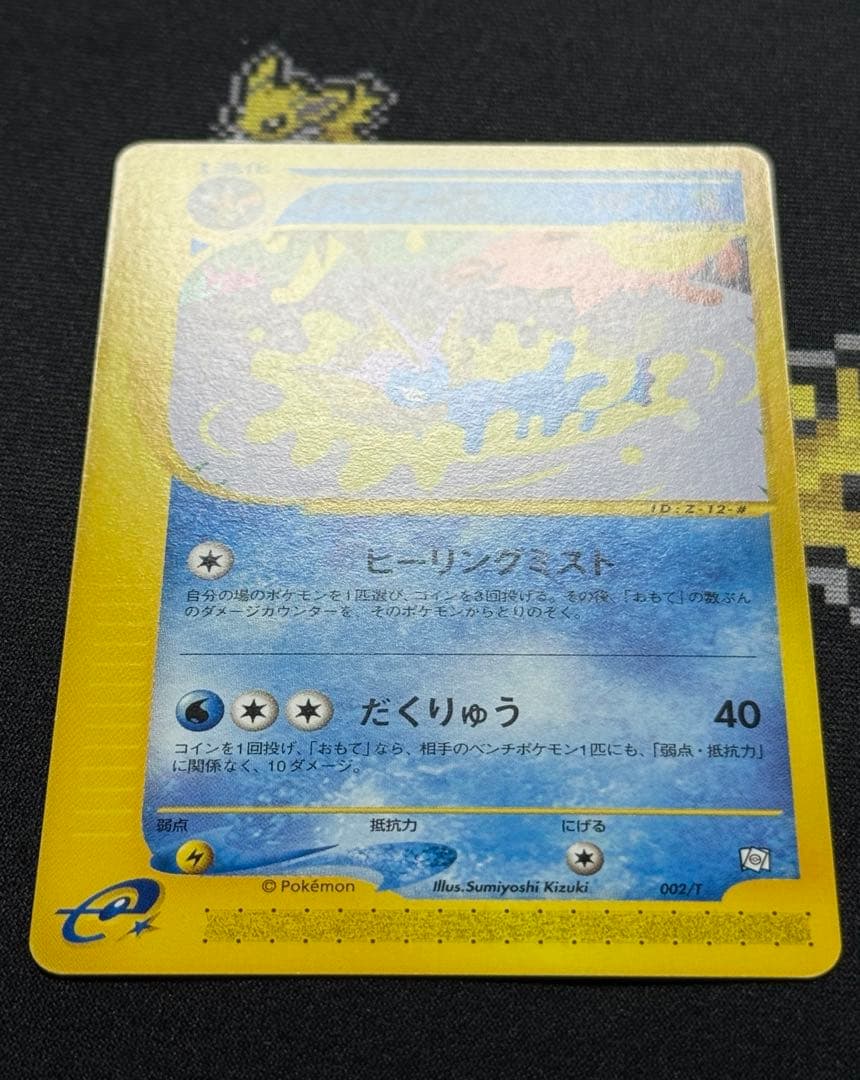 1進化
ID:Z-12-#
ヒーリングミスト
自分の場のポケモンを1匹選び、コインを3回投げる。その後、「おもて」の数ぶん
のダメージカウンターを、そのポケモンからとりのぞく。
だくりゅう 40
コインを1回投げ、「おもて」なら、相手のベンチポケモン1匹にも、「弱点・抵抗力」
に関係なく、10ダメージ。
弱点 抵抗力 にげる
© Pokémon Illus. Sumiyoshi Kizuki 002/T
e